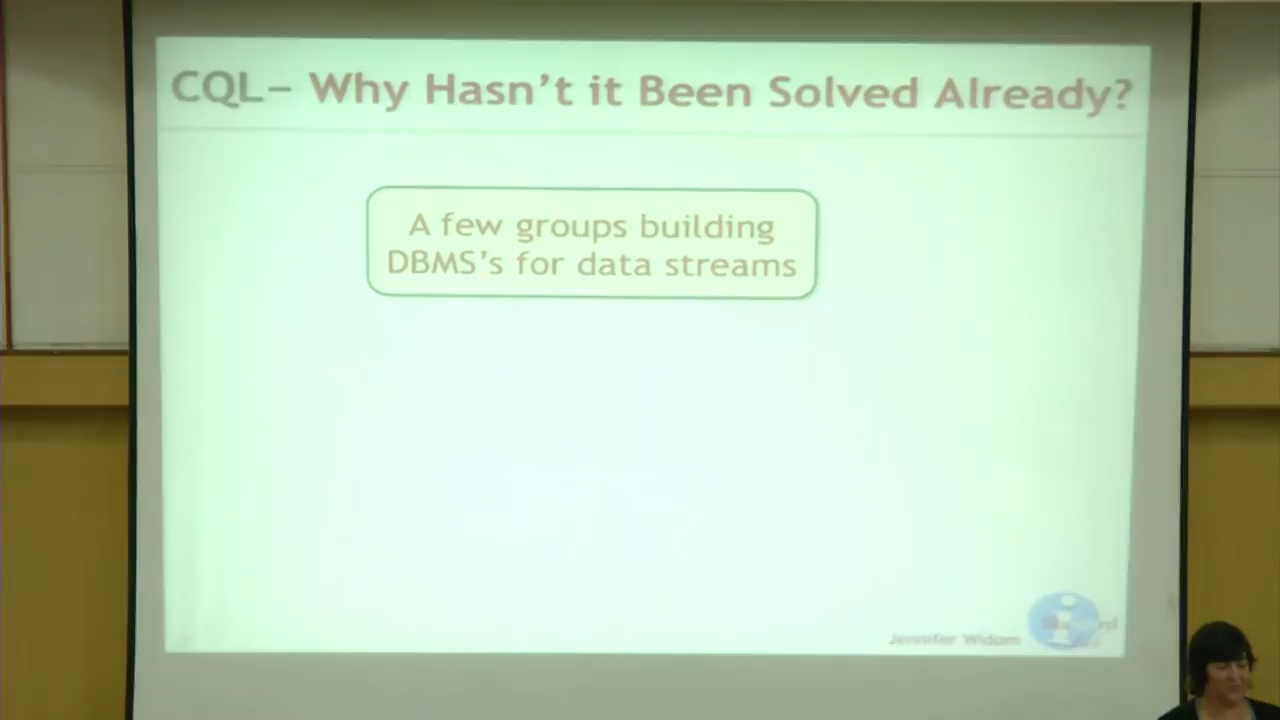 CQL– Why Hasn't it Been Solved Already?
A few groups building
DBMS's for data streams
Jennifer Widom